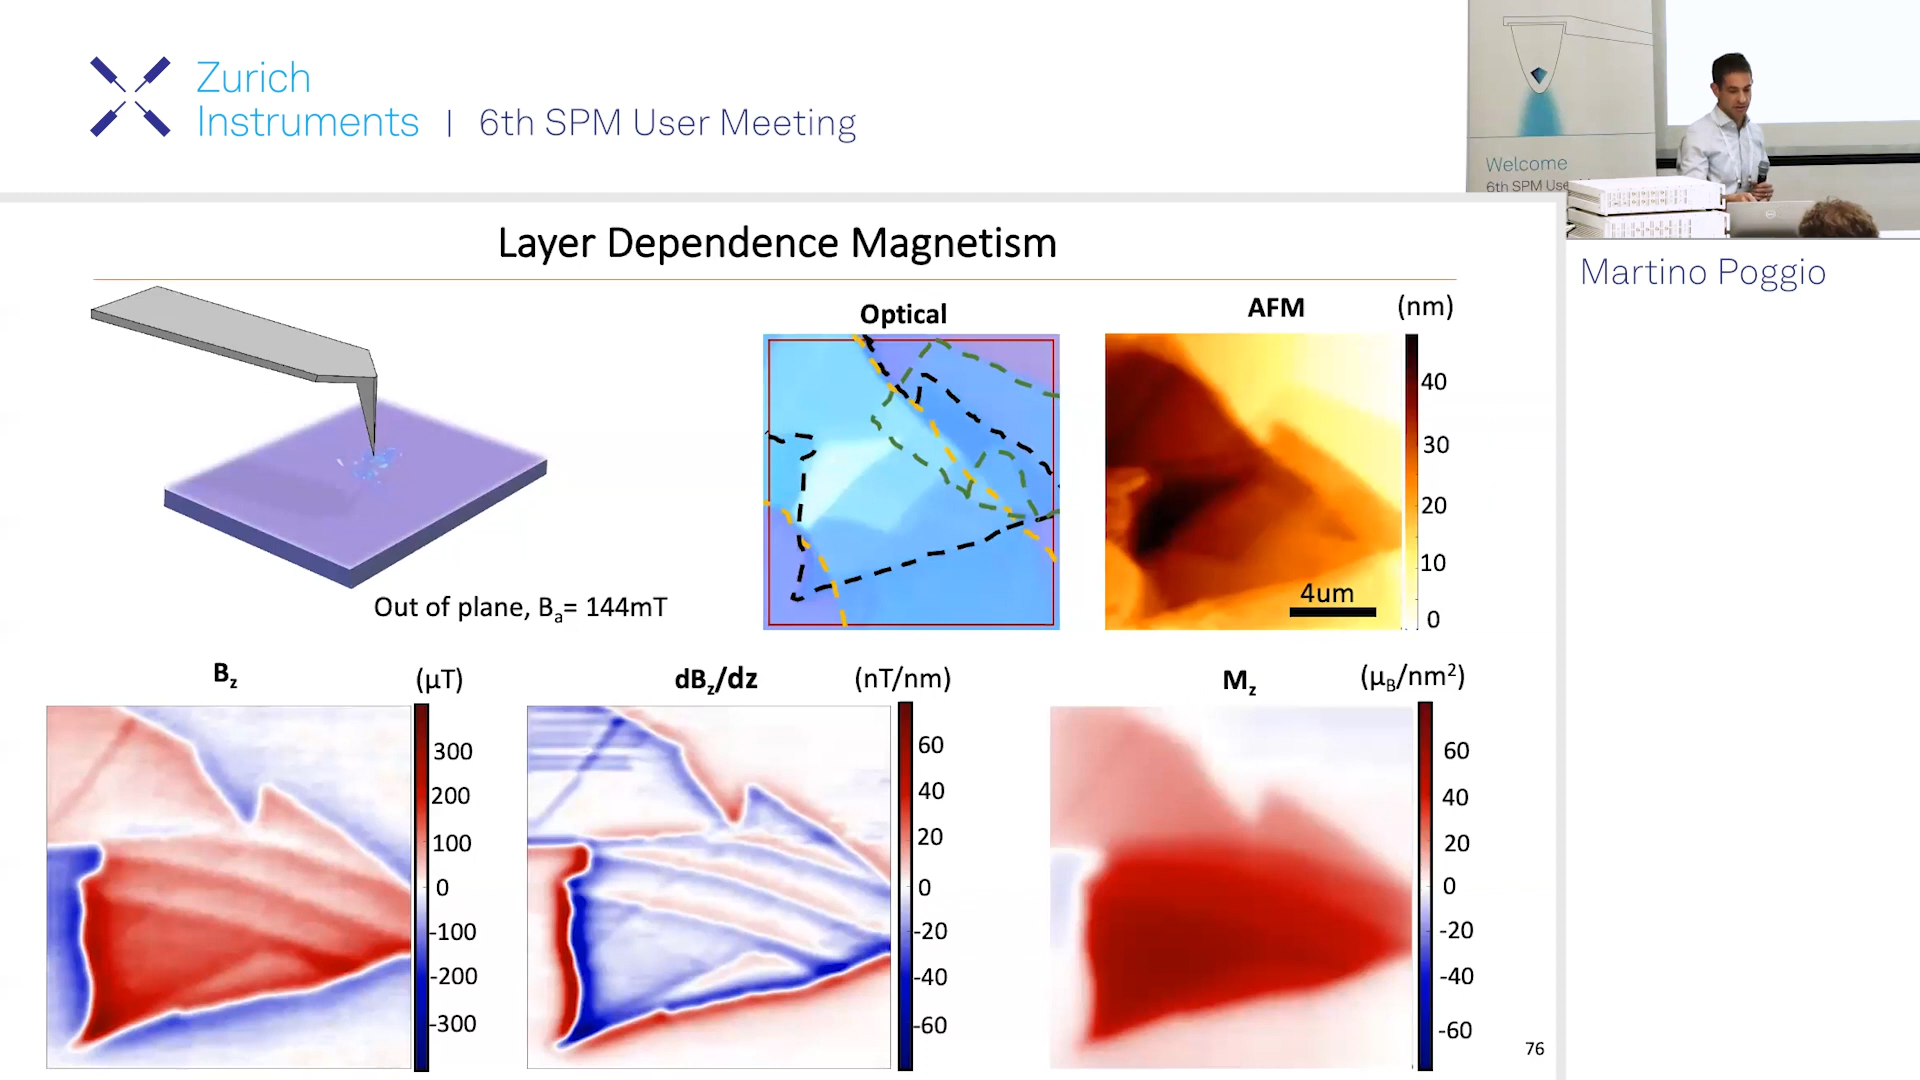 Zurich
Instruments | 6th SPM User Meeting
Welcome
6th SPM Use
Martino Poggio
Layer Dependence Magnetism
Optical
AFM
(nm)
40
30
20
10
0
4um
Out of plane, Ba= 144mT
Bz
(μT)
300
200
100
0
-100
-200
-300
dBz/dz
(nT/nm)
60
40
20
0
-20
-40
-60
Mz
(μB/nm²)
60
40
20
0
-20
-40
-60
76